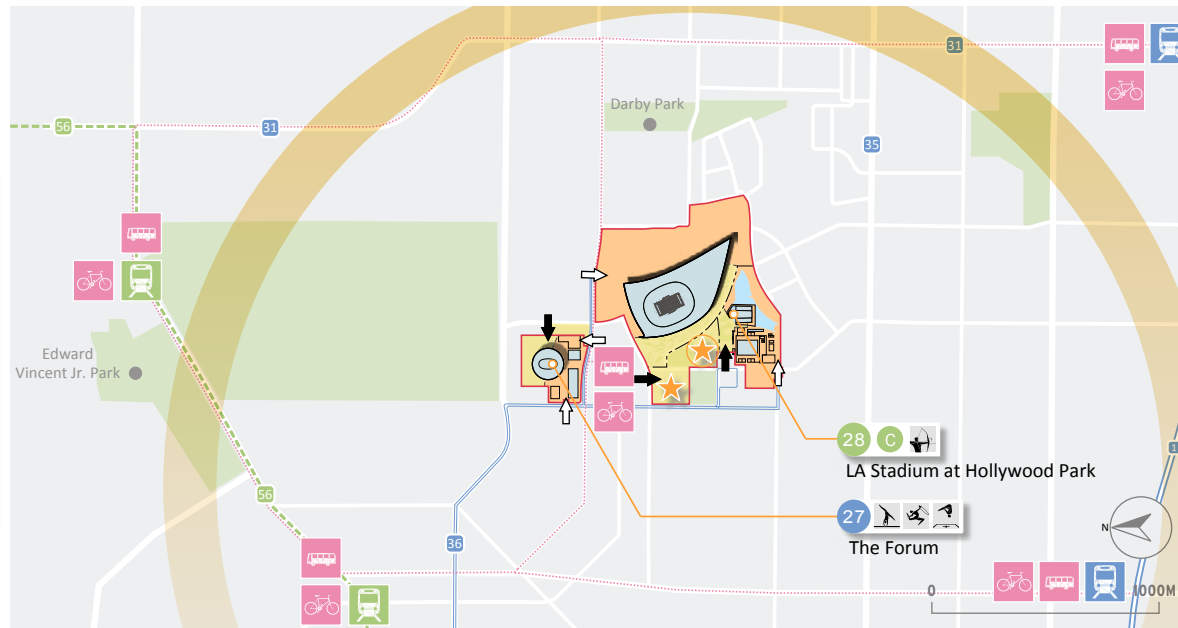 31
Darby Park
56
31
35
Edward
Vincent Jr. Park
28 C
LA Stadium at Hollywood Park
1
56
27
N
The Forum
36
0 1000M